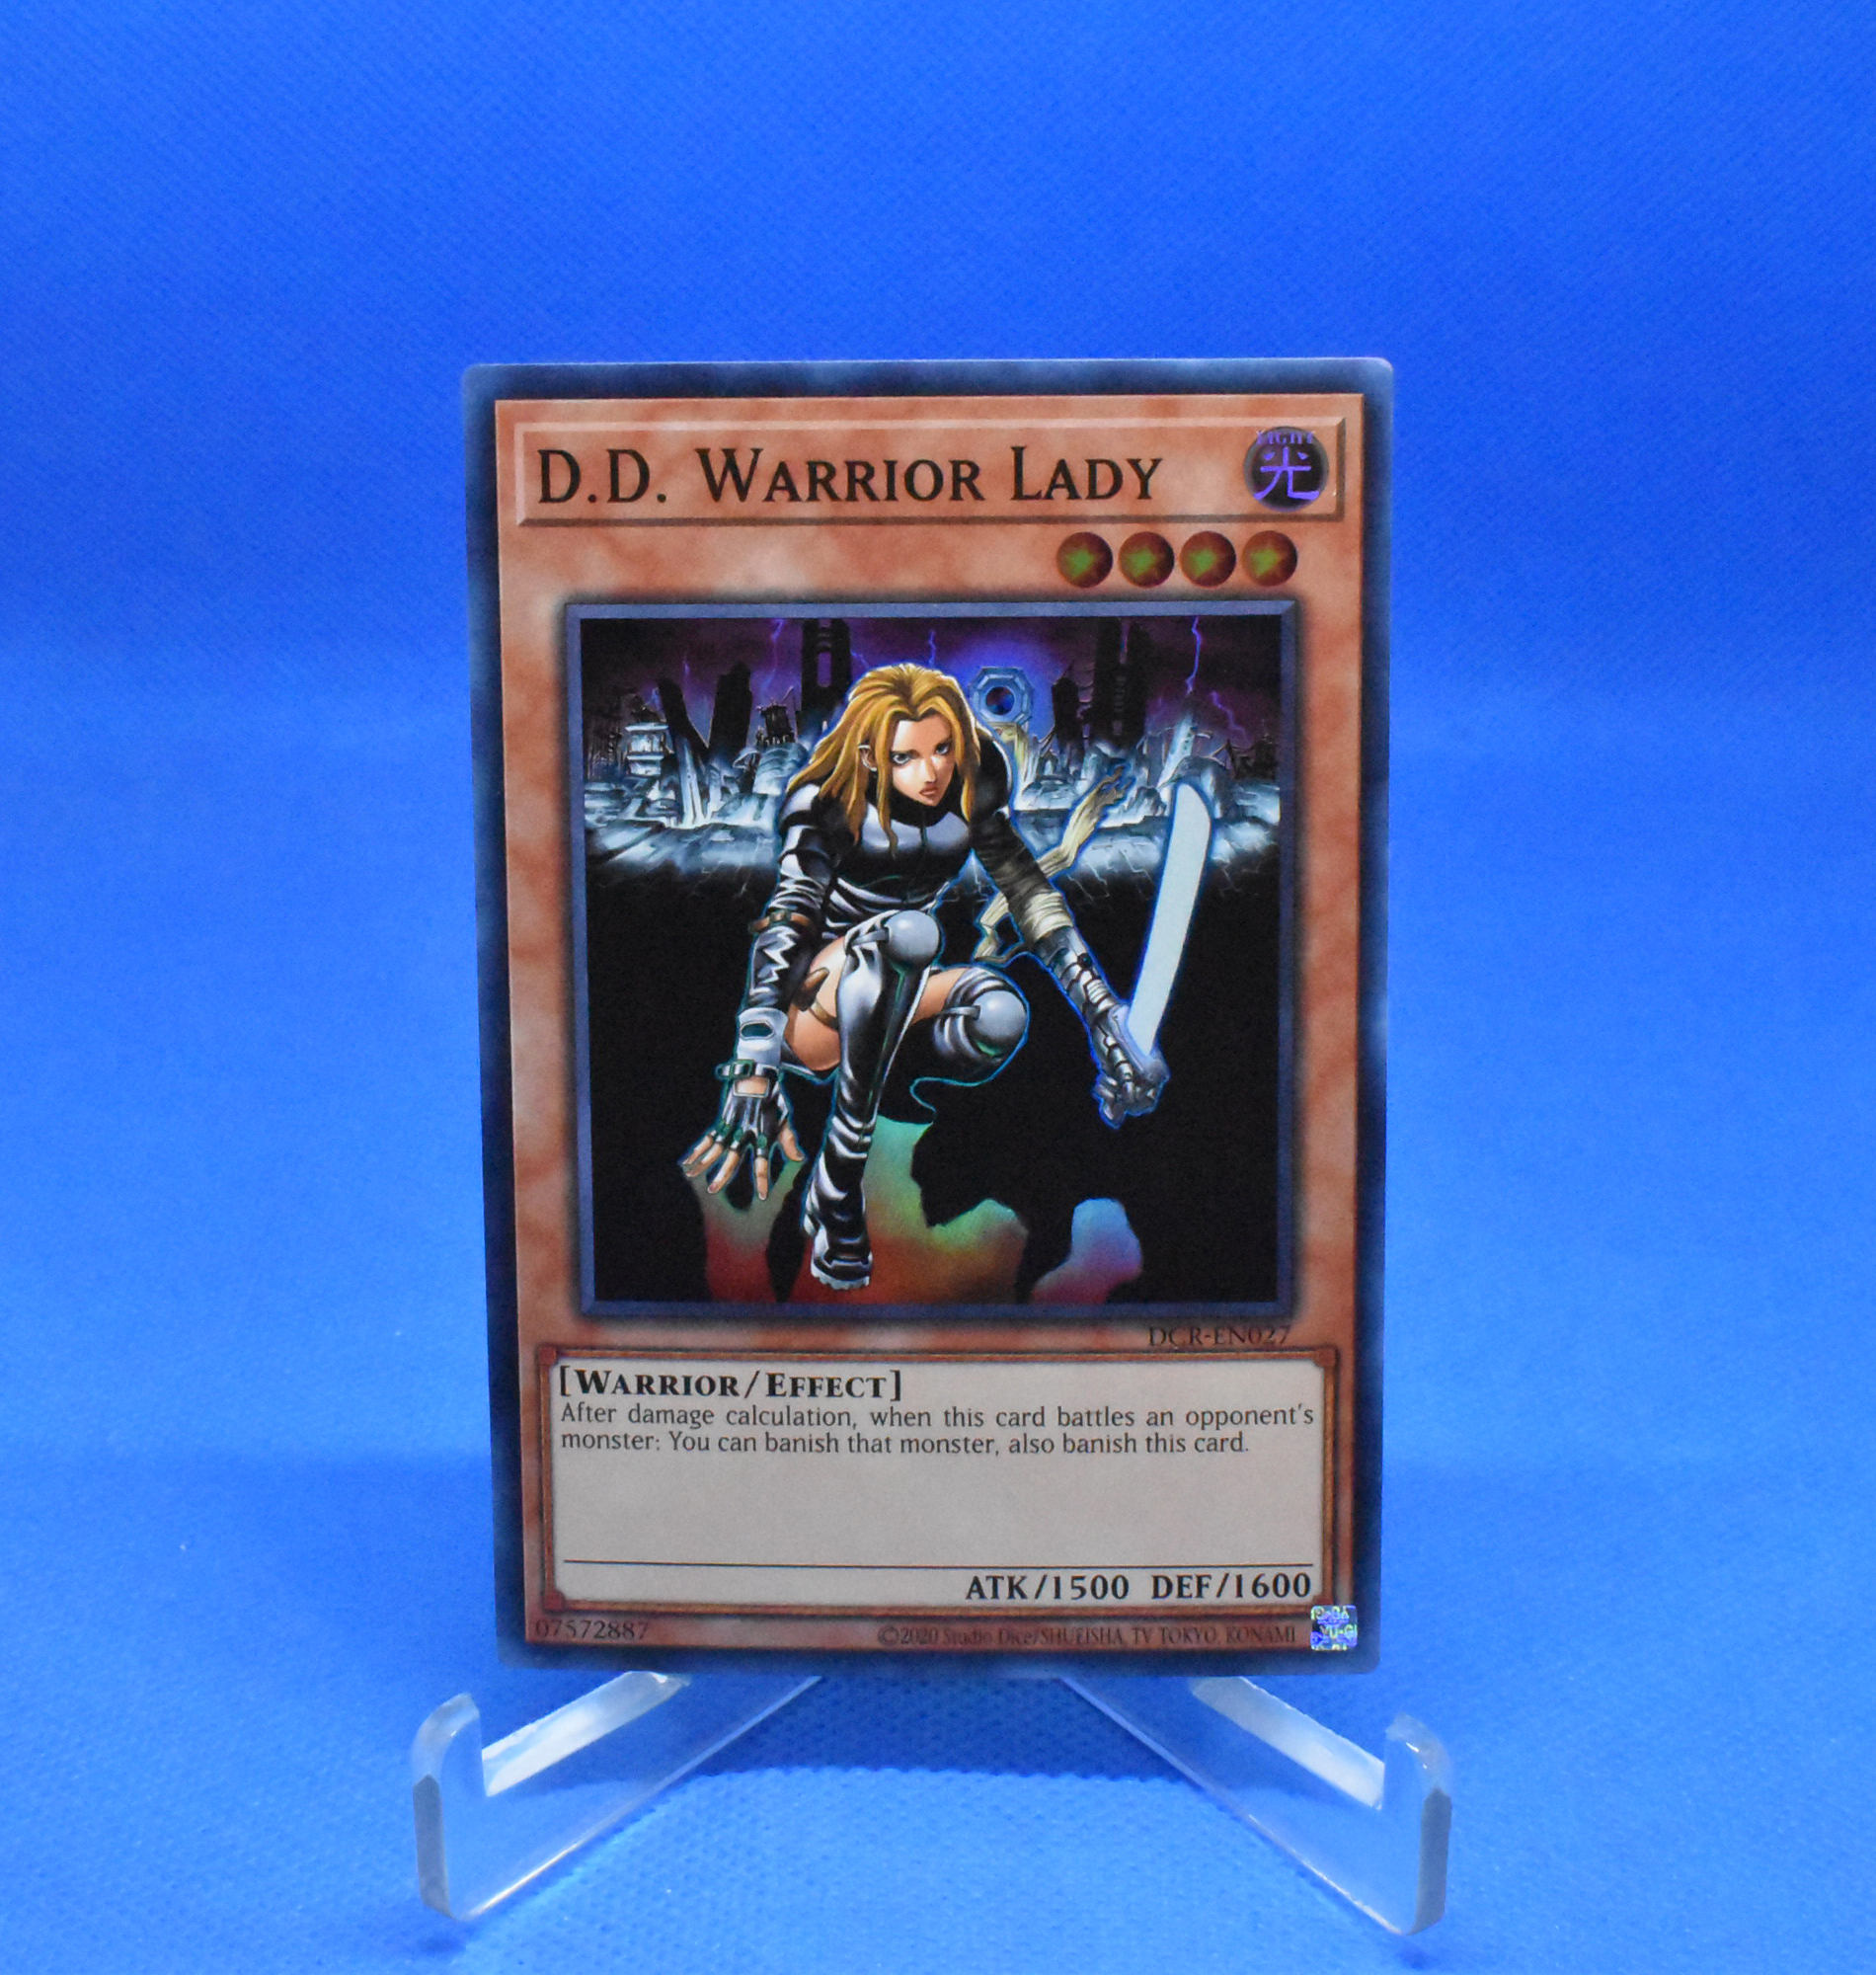 D.D. WARRIOR LADY
LIGHT
光
DCR-EN027
[WARRIOR/EFFECT]
After damage calculation, when this card battles an opponent's
monster: You can banish that monster, also banish this card.
ATK/1500 DEF/1600
07572887
©2020 Studio Dice/SHUEISHA, TV TOKYO, KONAMI
YU-GI